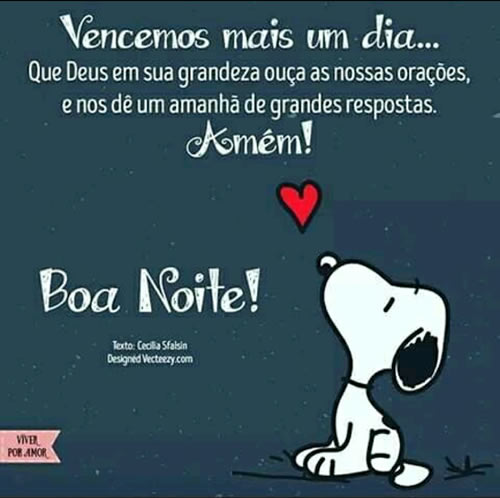 Vencemos mais um dia...
Que Deus em sua grandeza ouça as nossas orações,
e nos dê um amanhã de grandes respostas.
Amém!
Boa Noite!
Texto: Cecilia Sfalsin
Designed Vecteezy.com
VIVER
POR AMOR